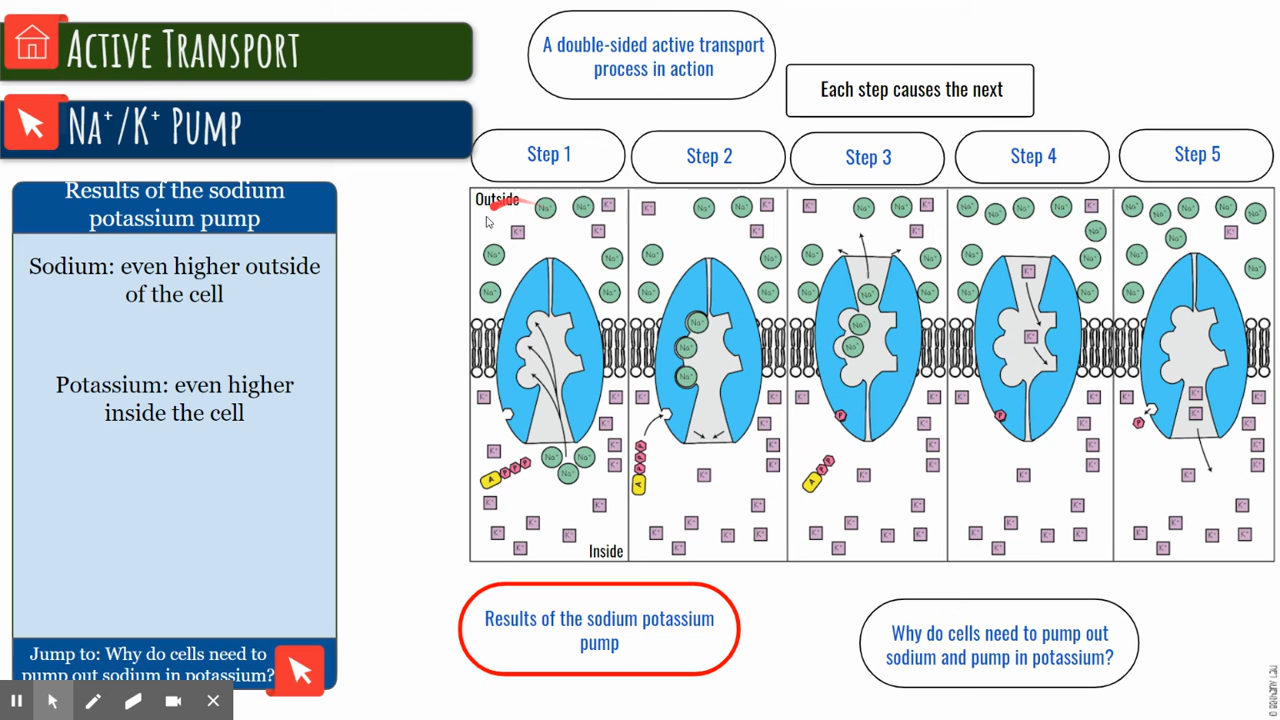 ACTIVE TRANSPORT
Na⁺/K⁺ PUMP
Results of the sodium
potassium pump
Sodium: even higher outside
of the cell
Potassium: even higher
inside the cell
Jump to: Why do cells need to
pump out sodium in potassium?
A double-sided active transport
process in action
Each step causes the next
Step 1
Step 2
Step 3
Step 4
Step 5
Outside
Inside
Results of the sodium potassium
pump
Why do cells need to pump out
sodium and pump in potassium?